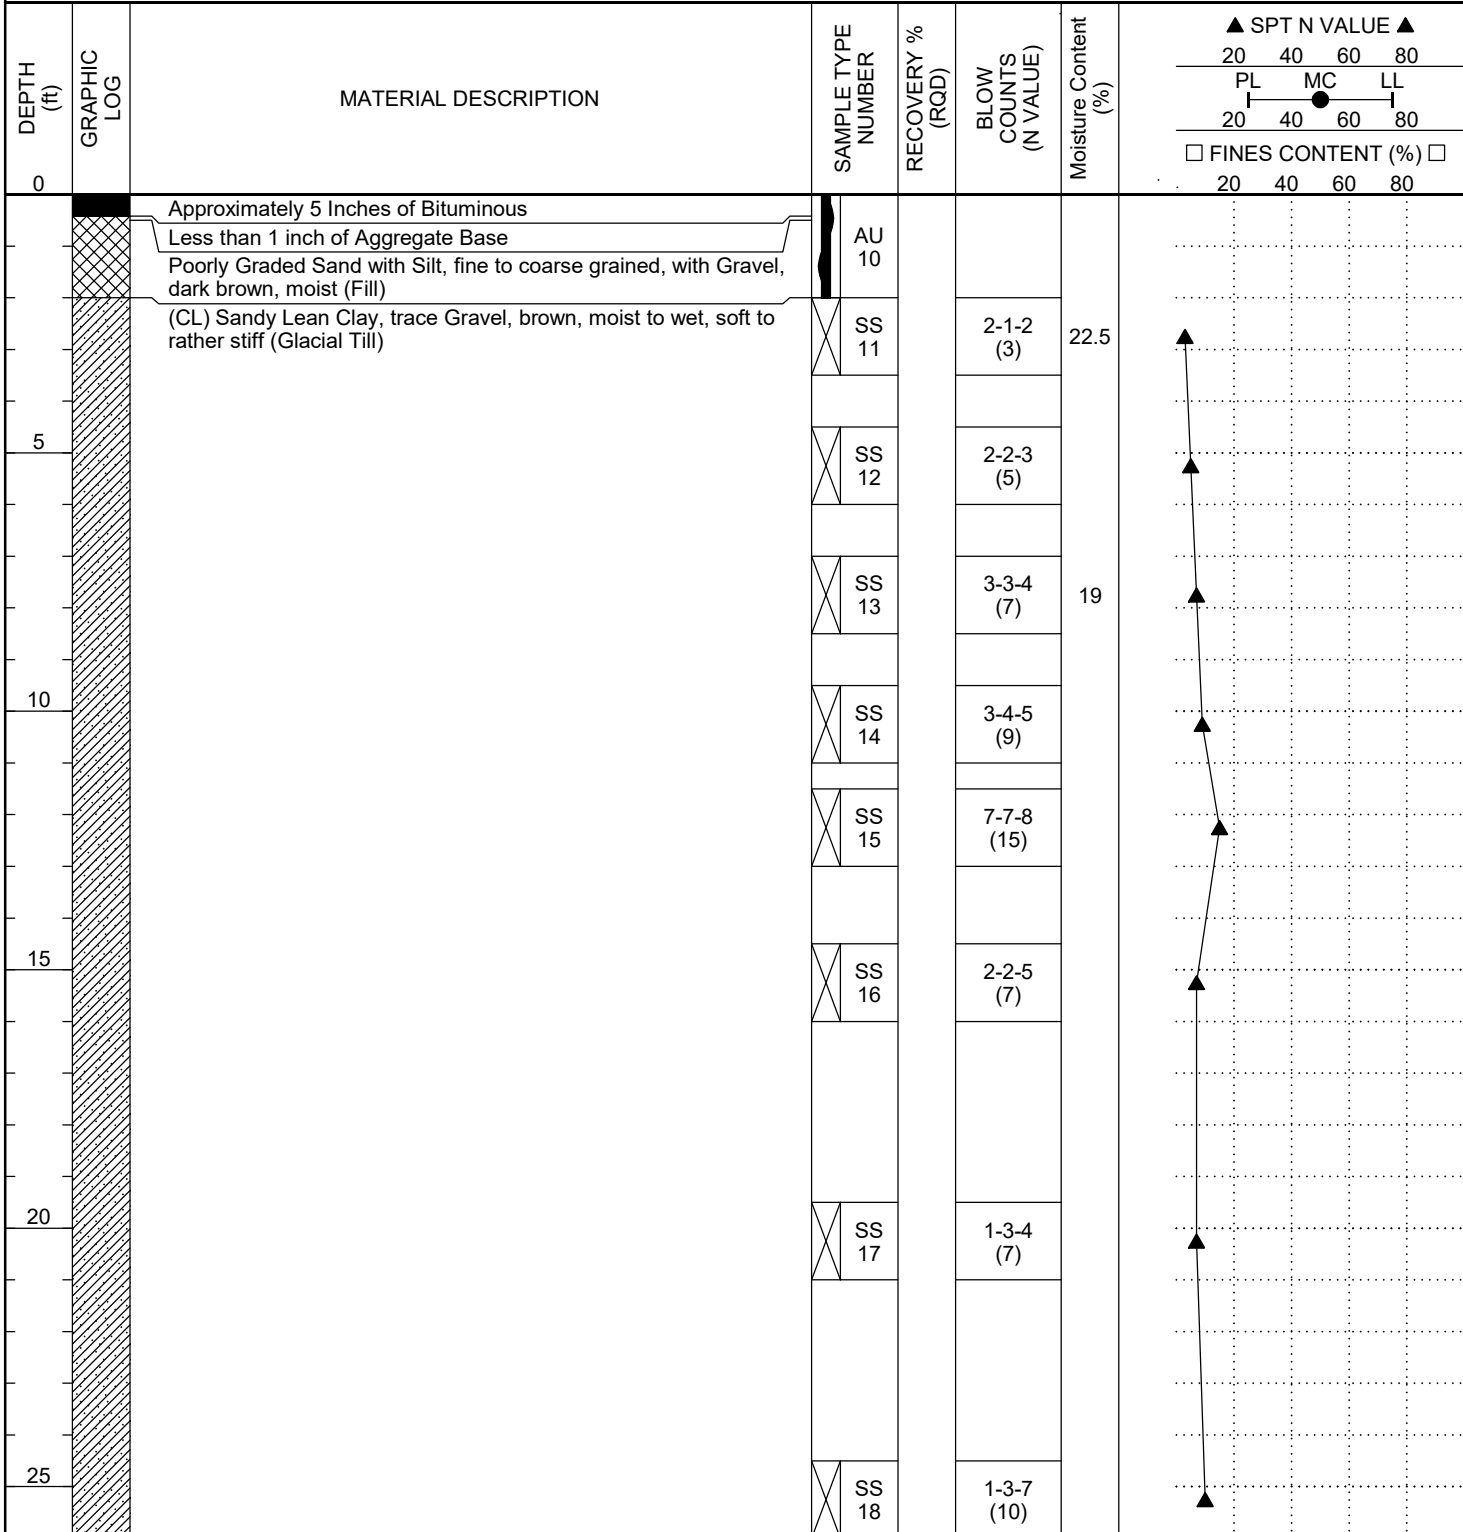 DEPTH
(ft)
GRAPHIC
LOG
MATERIAL DESCRIPTION
SAMPLE TYPE
NUMBER
RECOVERY %
(RQD)
BLOW
COUNTS
(N VALUE)
Moisture Content
(%)
▲ SPT N VALUE ▲
20 40 60 80
PL MC LL
20 40 60 80
□ FINES CONTENT (%) □
20 40 60 80
0
Approximately 5 Inches of Bituminous
Less than 1 inch of Aggregate Base
Poorly Graded Sand with Silt, fine to coarse grained, with Gravel,
dark brown, moist (Fill)
(CL) Sandy Lean Clay, trace Gravel, brown, moist to wet, soft to
rather stiff (Glacial Till)
AU
10
SS
11
2-1-2
(3)
22.5
5
SS
12
2-2-3
(5)
SS
13
3-3-4
(7)
19
10
SS
14
3-4-5
(9)
SS
15
7-7-8
(15)
15
SS
16
2-2-5
(7)
20
SS
17
1-3-4
(7)
25
SS
18
1-3-7
(10)